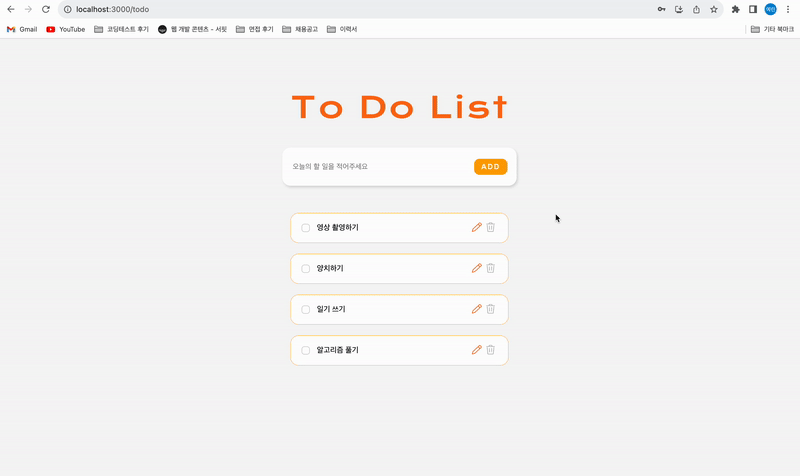 localhost:3000/todo
예린
Gmail YouTube 코딩테스트 후기 웹 개발 콘텐츠 - 서핏 면접 후기 채용공고 이력서 기타 북마크
To Do List
오늘의 할 일을 적어주세요 ADD
영상 촬영하기
양치하기
일기 쓰기
알고리즘 풀기